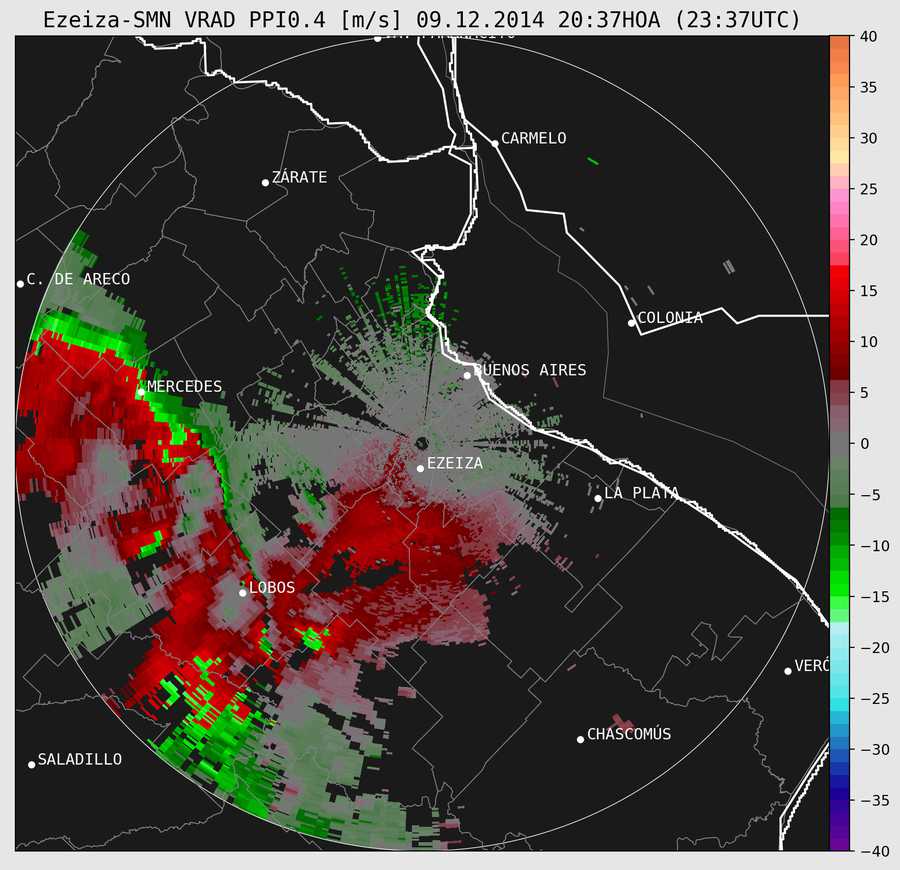 Ezeiza-SMN VRAD PPI0.4 [m/s] 09.12.2014 20:37HOA (23:37UTC)
CARMELO
ZÁRATE
C. DE ARECO
COLONIA
MERCEDES
BUENOS AIRES
EZEIZA
LA PLATA
LOBOS
VERÓ
CHASCOMÚS
SALADILLO
40
35
30
25
20
15
10
5
0
−5
−10
−15
−20
−25
−30
−35
−40